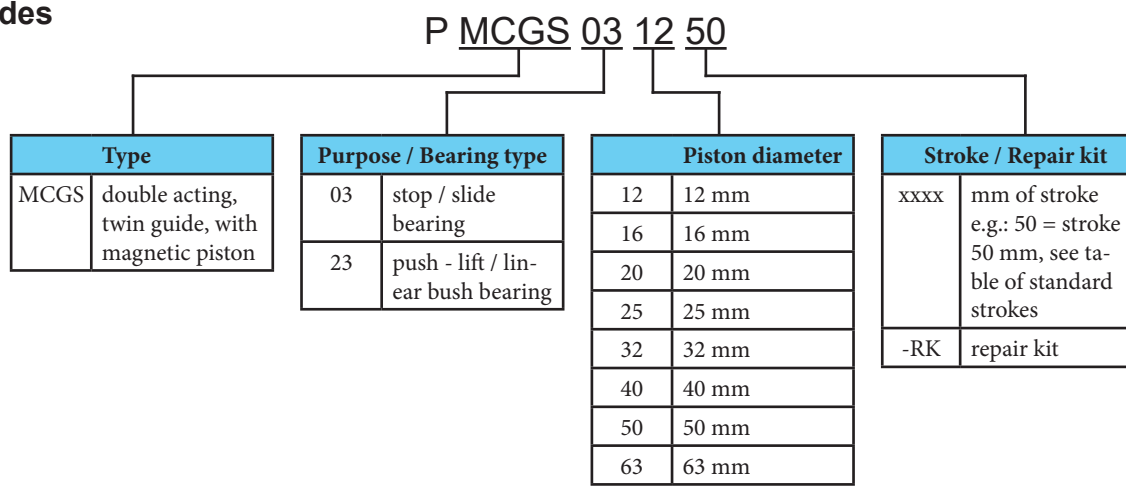 des
P MCGS 03 12 50
Type
MCGS
double acting,
twin guide, with
magnetic piston
Purpose / Bearing type
03
stop / slide
bearing
23
push - lift / lin-
ear bush bearing
Piston diameter
12 12 mm
16 16 mm
20 20 mm
25 25 mm
32 32 mm
40 40 mm
50 50 mm
63 63 mm
Stroke / Repair kit
xxxx
mm of stroke
e.g.: 50 = stroke
50 mm, see ta-
ble of standard
strokes
-RK repair kit